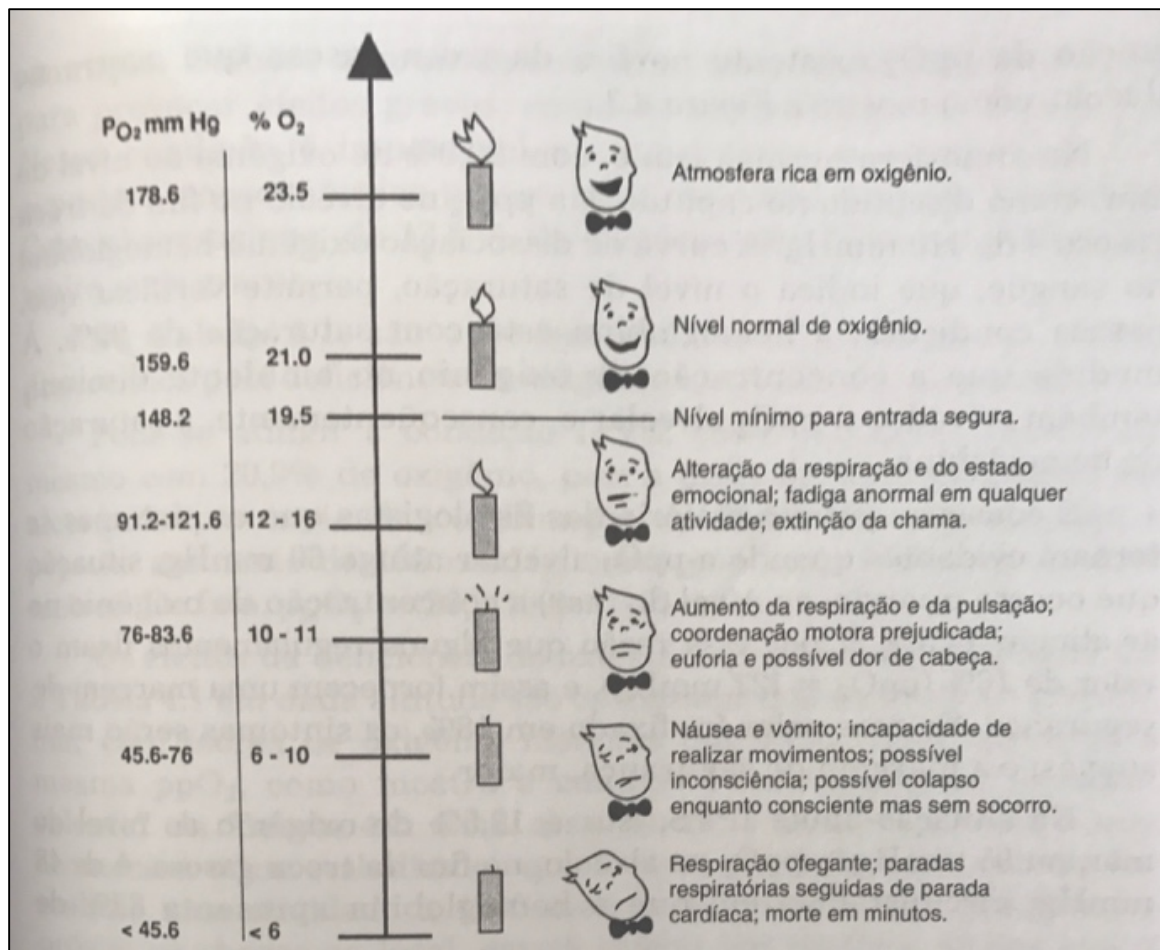 PO2 mm Hg % O2
178.6 23.5 Atmosfera rica em oxigênio.
Nível normal de oxigênio.
159.6 21.0
148.2 19.5 Nível mínimo para entrada segura.
Alteração da respiração e do estado
emocional; fadiga anormal em qualquer
91.2-121.6 12 - 16 atividade; extinção da chama.
Aumento da respiração e da pulsação;
76-83.6 10 - 11 coordenação motora prejudicada;
euforia e possível dor de cabeça.
Náusea e vômito; incapacidade de
45.6-76 6 - 10 realizar movimentos; possível
inconsciência; possível colapso
enquanto consciente mas sem socorro.
Respiração ofegante; paradas
respiratórias seguidas de parada
cardíaca; morte em minutos.
< 45.6 < 6